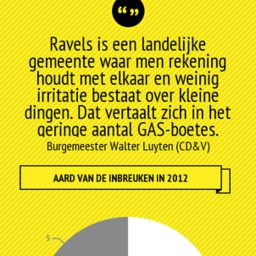 “ ”
Ravels is een landelijke
gemeente waar men rekening
houdt met elkaar en weinig
irritatie bestaat over kleine
dingen. Dat vertaalt zich in het
geringe aantal GAS-boetes.
Burgemeester Walter Luyten (CD&V)
AARD VAN DE INBREUKEN IN 2012
5